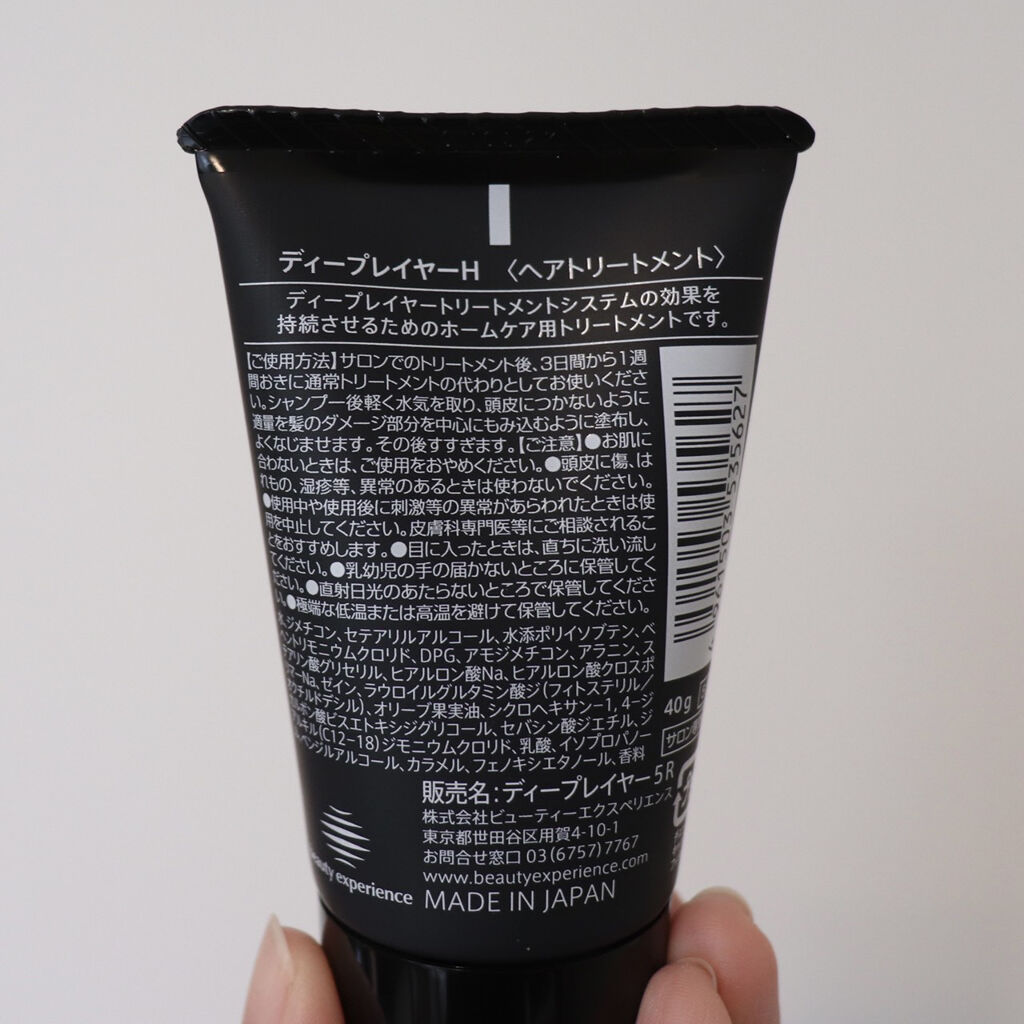 ディープレイヤーH 〈ヘアトリートメント〉
ディープレイヤートリートメントシステムの効果を
持続させるためのホームケア用トリートメントです。
【ご使用方法】サロンでのトリートメント後、3日間から1週
間おきに通常トリートメントの代わりとしてお使いくださ
い。シャンプー後軽く水気を取り、頭皮につかないように
適量を髪のダメージ部分を中心にもみ込むように塗布し、
よくなじませます。その後すすぎます。【ご注意】●お肌に
合わないときは、ご使用をおやめください。●頭皮に傷、は
れもの、湿疹等、異常のあるときは使わないでください。
●使用中や使用後に刺激等の異常があらわれたときは使
用を中止してください。皮膚科専門医等にご相談されるこ
とをおすすめします。●目に入ったときは、直ちに洗い流し
てください。●乳幼児の手の届かないところに保管してく
ださい。●直射日光のあたらないところで保管してくださ
い。●極端な低温または高温を避けて保管してください。
ジメチコン、セテアリルアルコール、水添ポリイソブテン、ベ
ヘントリモニウムクロリド、DPG、アモジメチコン、アラニン、ス
テアリン酸グリセリル、ヒアルロン酸Na、ヒアルロン酸クロスポ
リマーNa、ゼイン、ラウロイルグルタミン酸ジ(フィトステリル/
オクチルドデシル)、オリーブ果実油、シクロヘキサン-1,4-ジ
カルボン酸ビスエトキシジグリコール、セバシン酸ジエチル、ジ
アルキル(C12-18)ジモニウムクロリド、乳酸、イソプロパノー
ル、ベンジルアルコール、カラメル、フェノキシエタノール、香料
40g
サロン
販売名：ディープレイヤー 5R
株式会社ビューティーエクスペリエンス
東京都世田谷区用賀4-10-1
お問合せ窓口 03(6757)7767
www.beautyexperience.com
MADE IN JAPAN
beauty experience